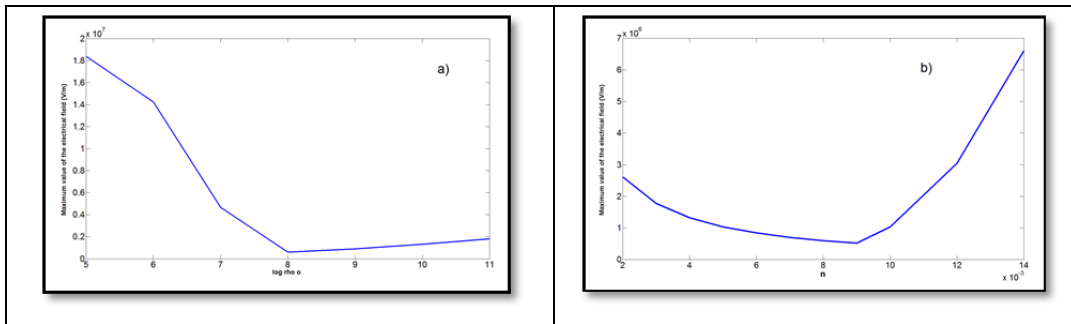 x 10^7
a)
Maximum value of the electrical field (V/m)
2
1.8
1.6
1.4
1.2
1
0.8
0.6
0.4
0.2
0
5 6 7 8 9 10 11
log rho o
x 10^6
b)
Maximum value of the electrical field (V/m)
7
6
5
4
3
2
1
0
2 4 6 8 10 12 14
n
x 10^-3